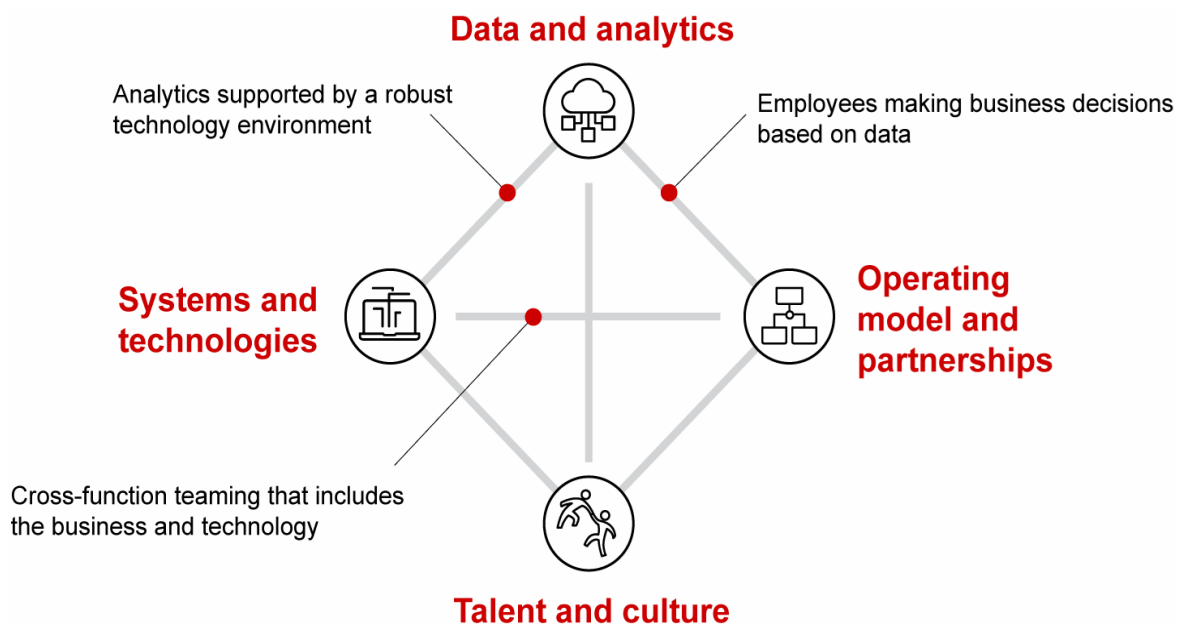 Data and analytics
Analytics supported by a robust
technology environment
Employees making business decisions
based on data
Systems and
technologies
Operating
model and
partnerships
Cross-function teaming that includes
the business and technology
Talent and culture